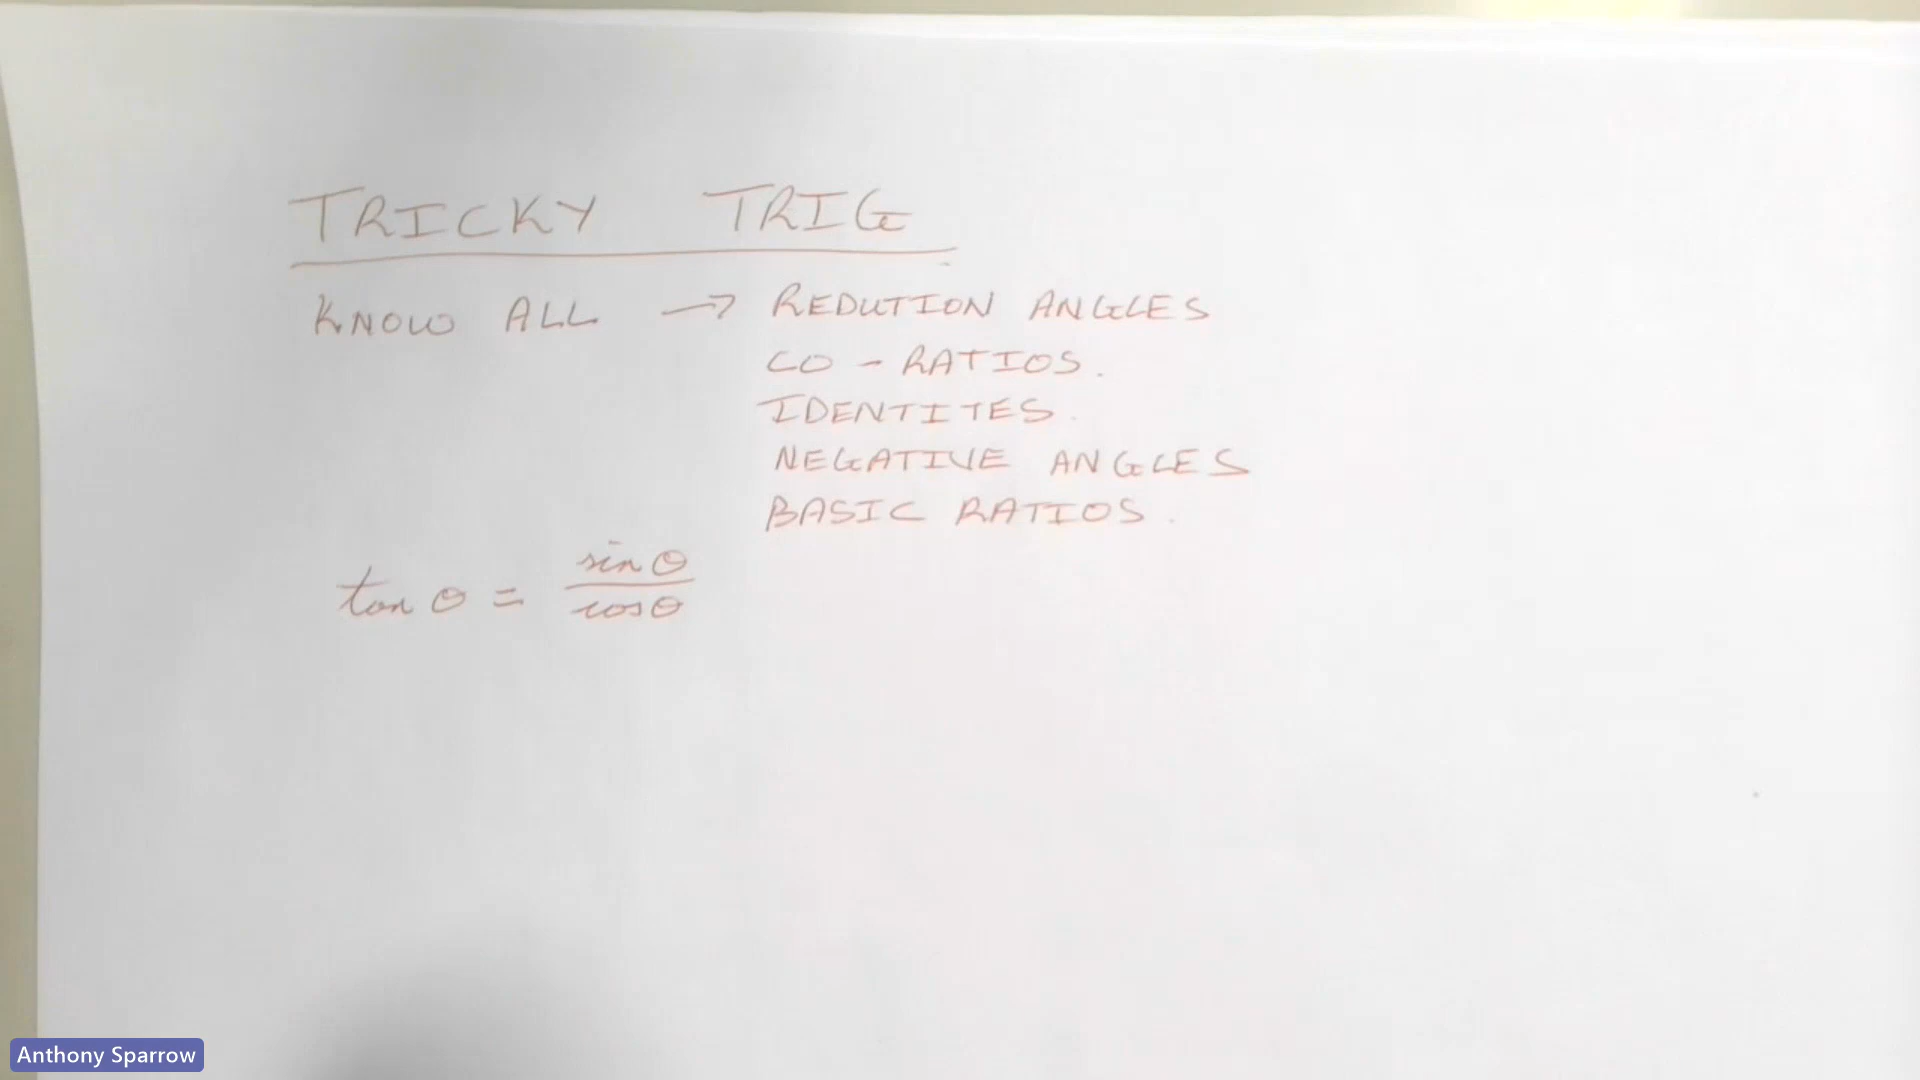 TRICKY TRIG
KNOW ALL → REDUTION ANGLES
CO - RATIOS.
IDENTITES.
NEGATIVE ANGLES
BASIC RATIOS.
tan θ = sin θ / cos θ
Anthony Sparrow